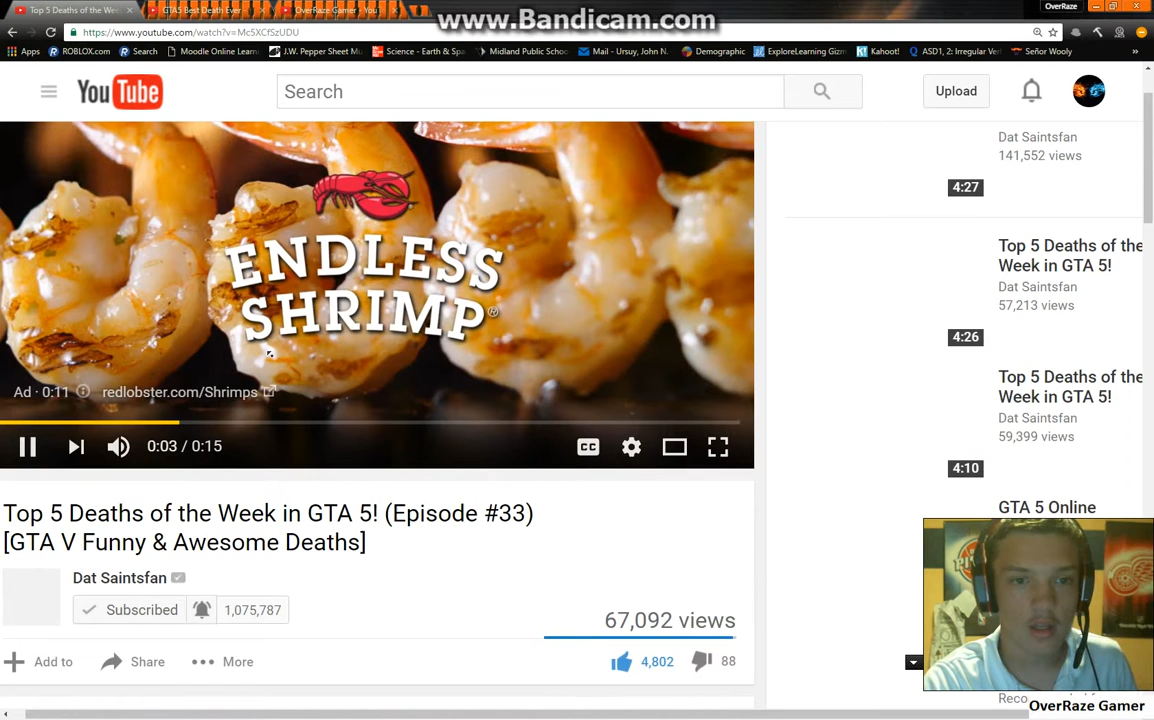 Top 5 Deaths of the Wee
GTA5 Best Death Ever
OverRaze Gamer - You
www.Bandicam.com
OverRaze
https://www.youtube.com/watch?v=Mc5XCfSzUDU
Apps
ROBLOX.com
Search
Moodle Online Learn
J.W. Pepper Sheet Mu
Science - Earth & Spa
Midland Public Schoo
Mail - Ursuy, John N.
Demographic
ExploreLearning Gizm
Kahoot!
ASD1, 2: Irregular Ver
Señor Wooly
»
YouTube
Search
Upload
Dat Saintsfan
141,552 views
4:27
ENDLESS
SHRIMP®
Top 5 Deaths of the
Week in GTA 5!
Dat Saintsfan
57,213 views
4:26
Ad · 0:11 redlobster.com/Shrimps
Top 5 Deaths of the
Week in GTA 5!
Dat Saintsfan
59,399 views
4:10
0:03 / 0:15
CC
GTA 5 Online
Top 5 Deaths of the Week in GTA 5! (Episode #33)
[GTA V Funny & Awesome Deaths]
Dat Saintsfan
Subscribed 1,075,787
67,092 views
Add to
Share
More
4,802
88
Reco
OverRaze Gamer